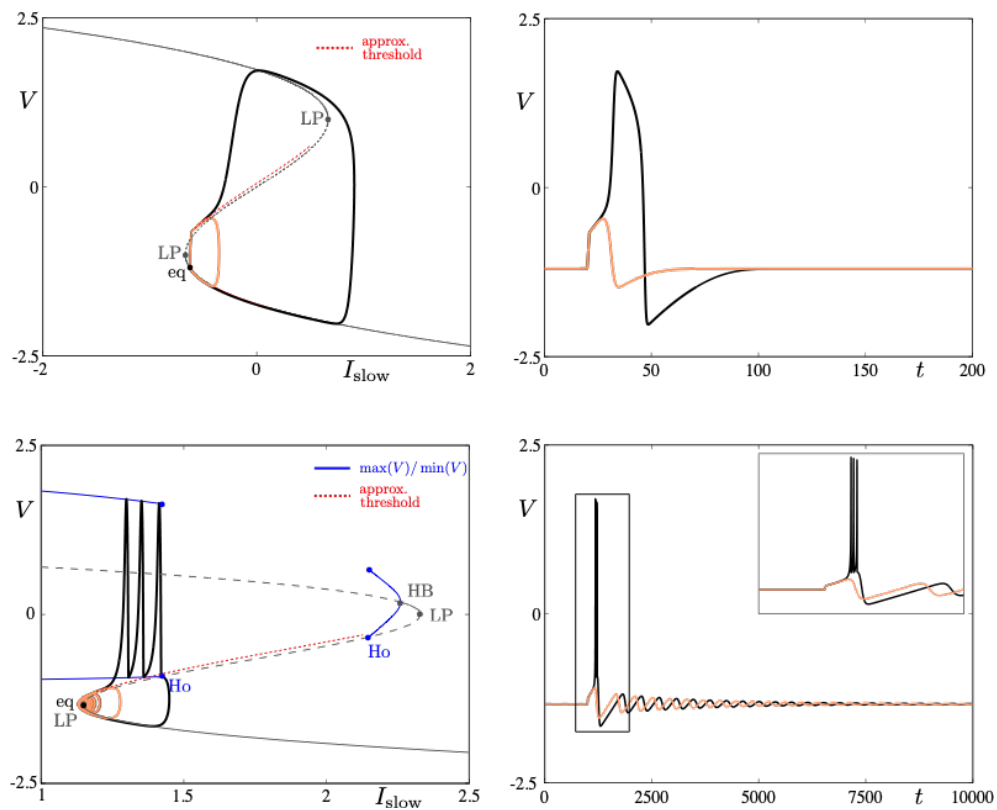 2.5
V
0
-2.5
-2
0
I_slow
2
approx.
threshold
LP
LP
eq
2.5
V
0
-2.5
0
50
100
150
t
200
2.5
V
0
-2.5
1
1.5
I_slow
2
2.5
max(V)/min(V)
approx.
threshold
HB
LP
Ho
Ho
eq
LP
2.5
V
0
-2.5
0
2500
5000
7500
t
10000